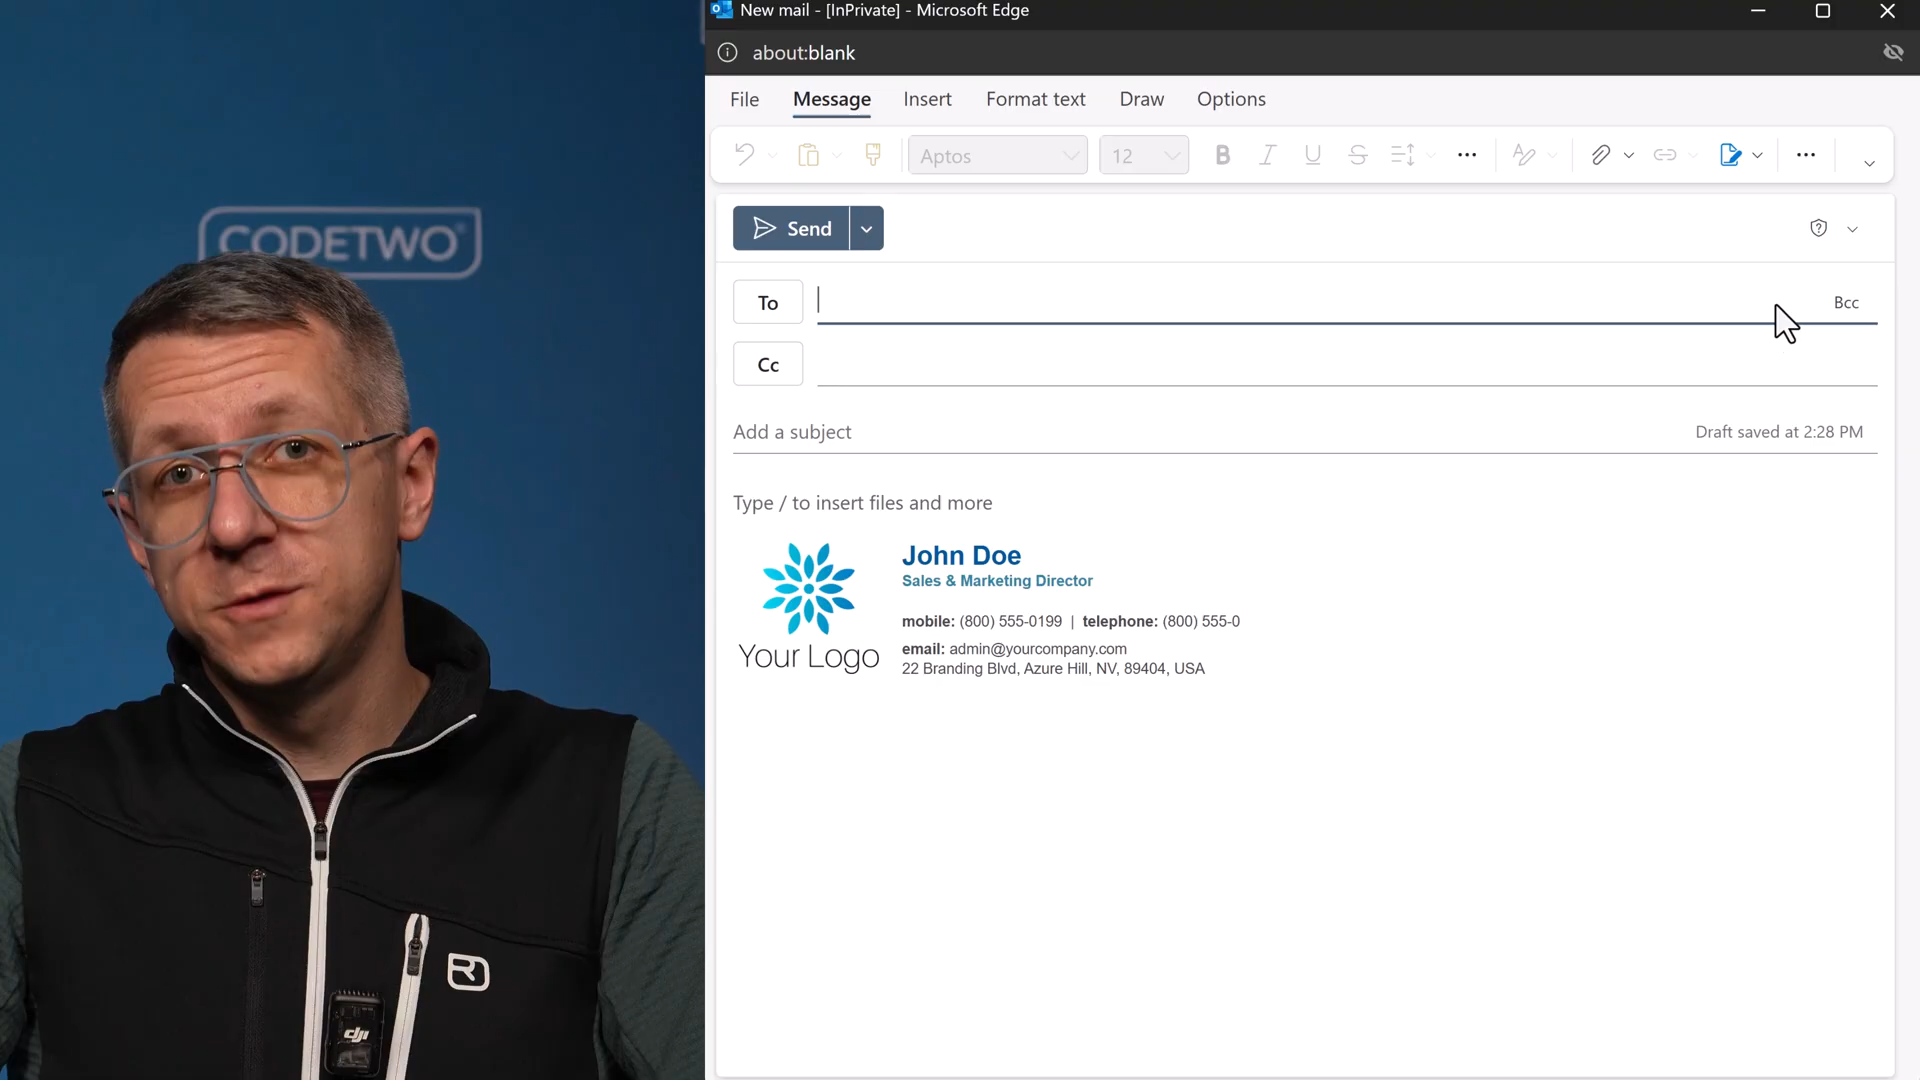 New mail - [InPrivate] - Microsoft Edge
about:blank
File Message Insert Format text Draw Options
Aptos 12
Send
To Bcc
Cc
Add a subject Draft saved at 2:28 PM
Type / to insert files and more
John Doe
Sales & Marketing Director
mobile: (800) 555-0199 | telephone: (800) 555-0
email: admin@yourcompany.com
22 Branding Blvd, Azure Hill, NV, 89404, USA
Your Logo
CODETWO®
dji